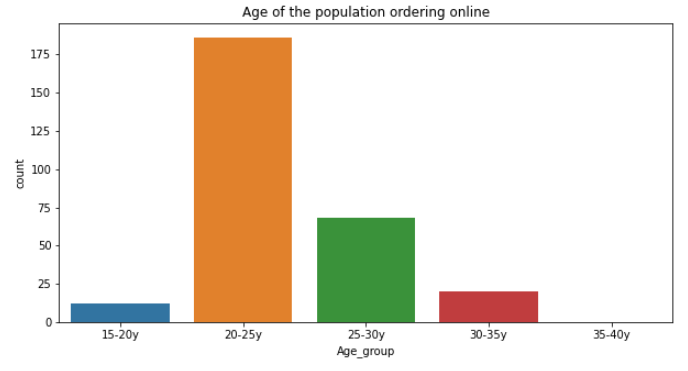 Age of the population ordering online
175
150
125
100
75
50
25
0
count
15-20y 20-25y 25-30y 30-35y 35-40y
Age_group